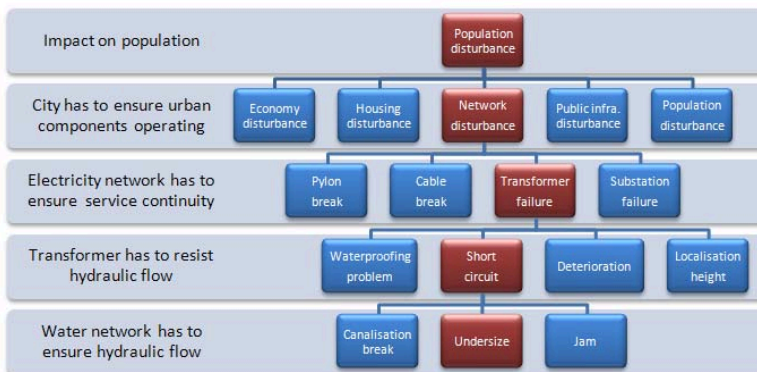 Impact on population
Population
disturbance
City has to ensure urban
components operating
Economy
disturbance
Housing
disturbance
Network
disturbance
Public infra.
disturbance
Population
disturbance
Electricity network has to
ensure service continuity
Pylon
break
Cable
break
Transformer
failure
Substation
failure
Transformer has to resist
hydraulic flow
Waterproofing
problem
Short
circuit
Deterioration
Localisation
height
Water network has to
ensure hydraulic flow
Canalisation
break
Undersize
Jam